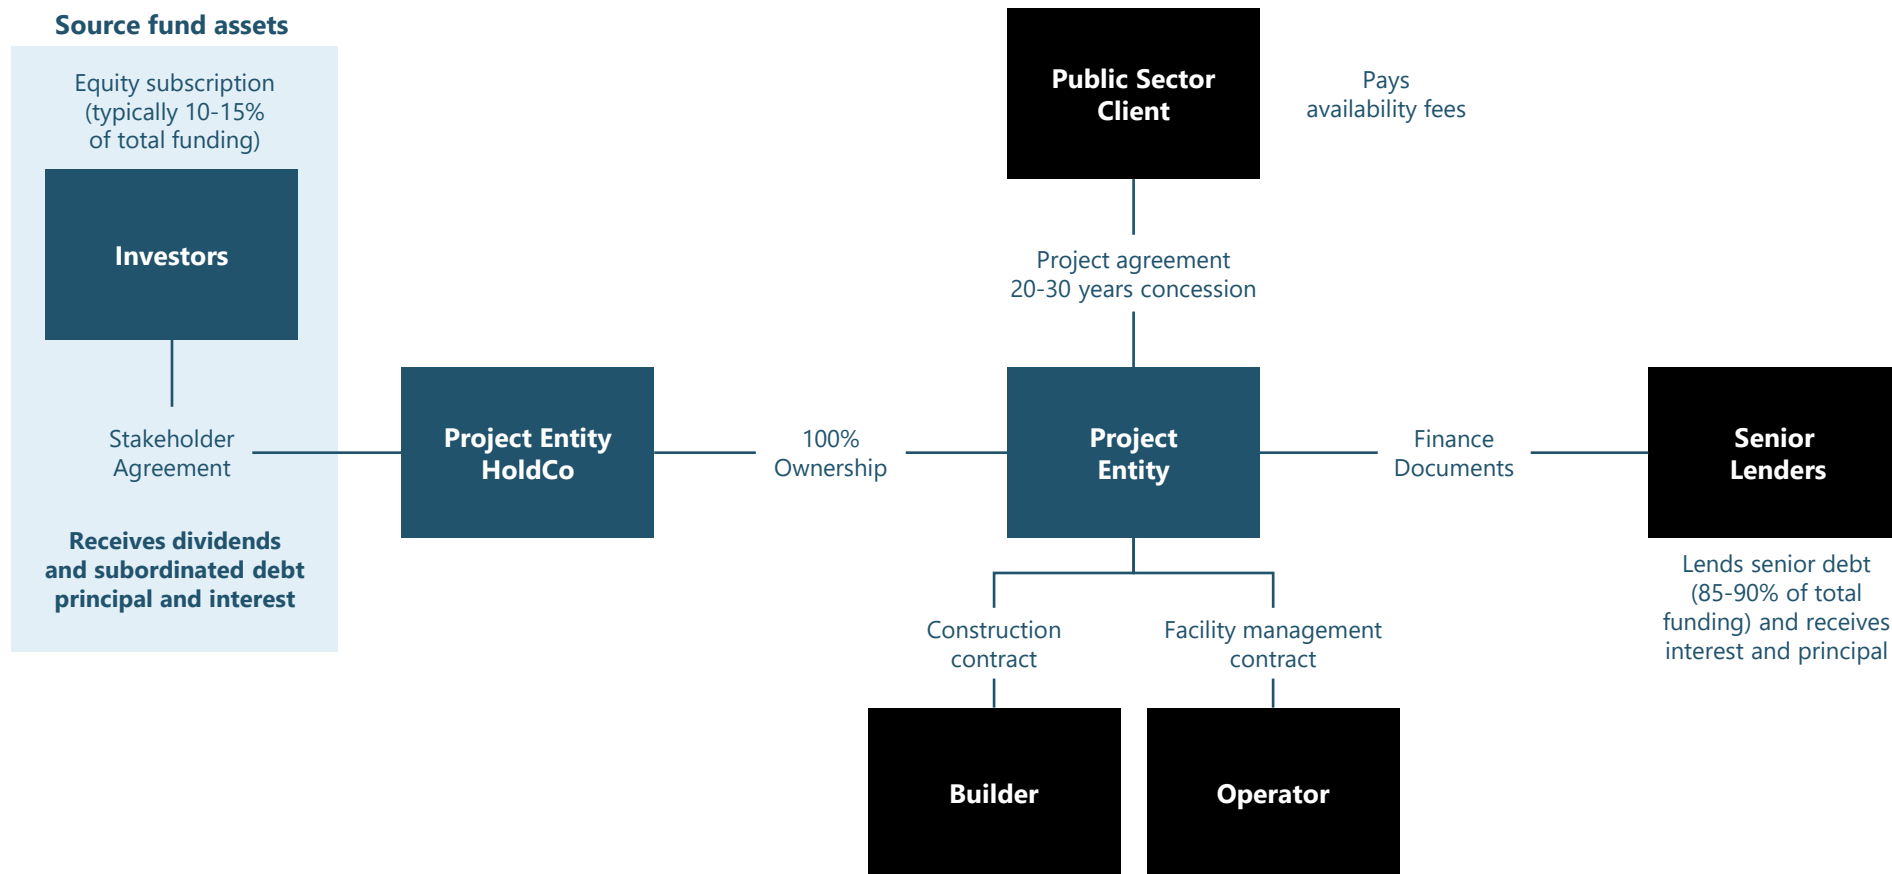 Source fund assets
Equity subscription
(typically 10-15%
of total funding)
Investors
Stakeholder
Agreement
Receives dividends
and subordinated debt
principal and interest
Project Entity
HoldCo
100%
Ownership
Public Sector
Client
Pays
availability fees
Project agreement
20-30 years concession
Project
Entity
Finance
Documents
Senior
Lenders
Lends senior debt
(85-90% of total
funding) and receives
interest and principal
Construction
contract
Facility management
contract
Builder
Operator